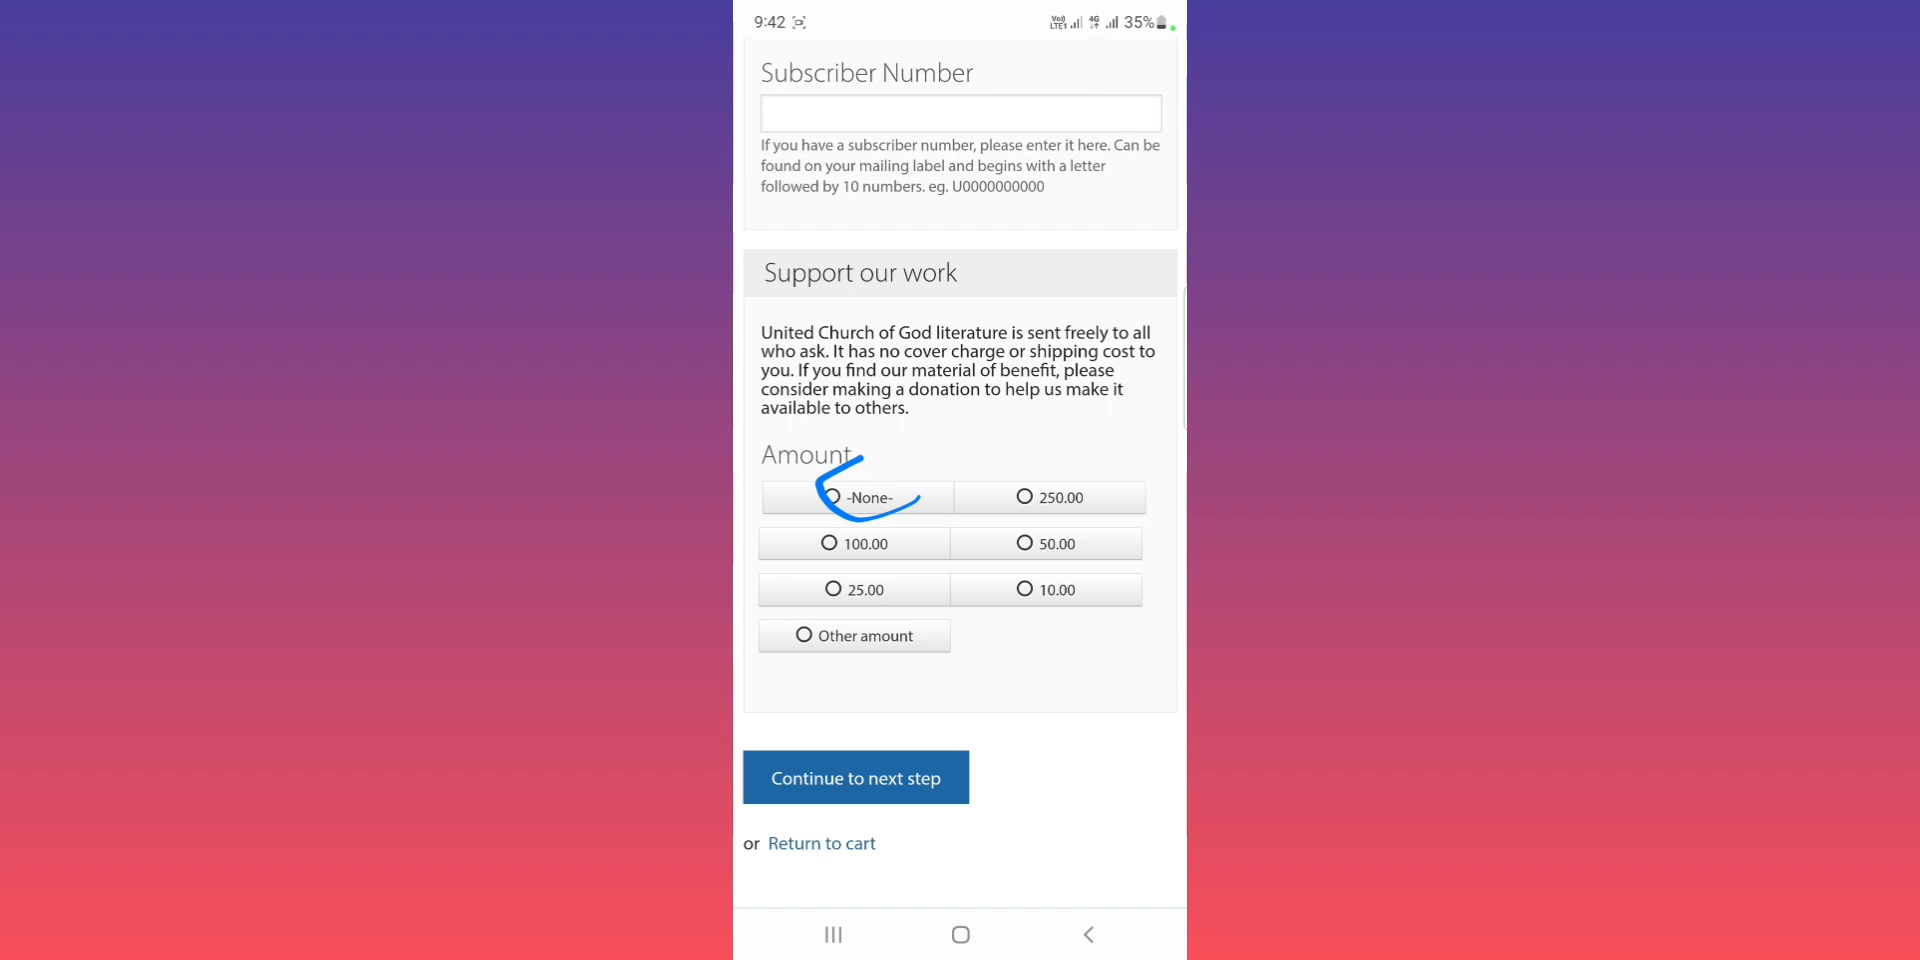 9:42 Vo)) LTE1 4G 35%
Subscriber Number
If you have a subscriber number, please enter it here. Can be
found on your mailing label and begins with a letter
followed by 10 numbers. eg. U0000000000
Support our work
United Church of God literature is sent freely to all
who ask. It has no cover charge or shipping cost to
you. If you find our material of benefit, please
consider making a donation to help us make it
available to others.
Amount
-None- 250.00
100.00 50.00
25.00 10.00
Other amount
Continue to next step
or Return to cart